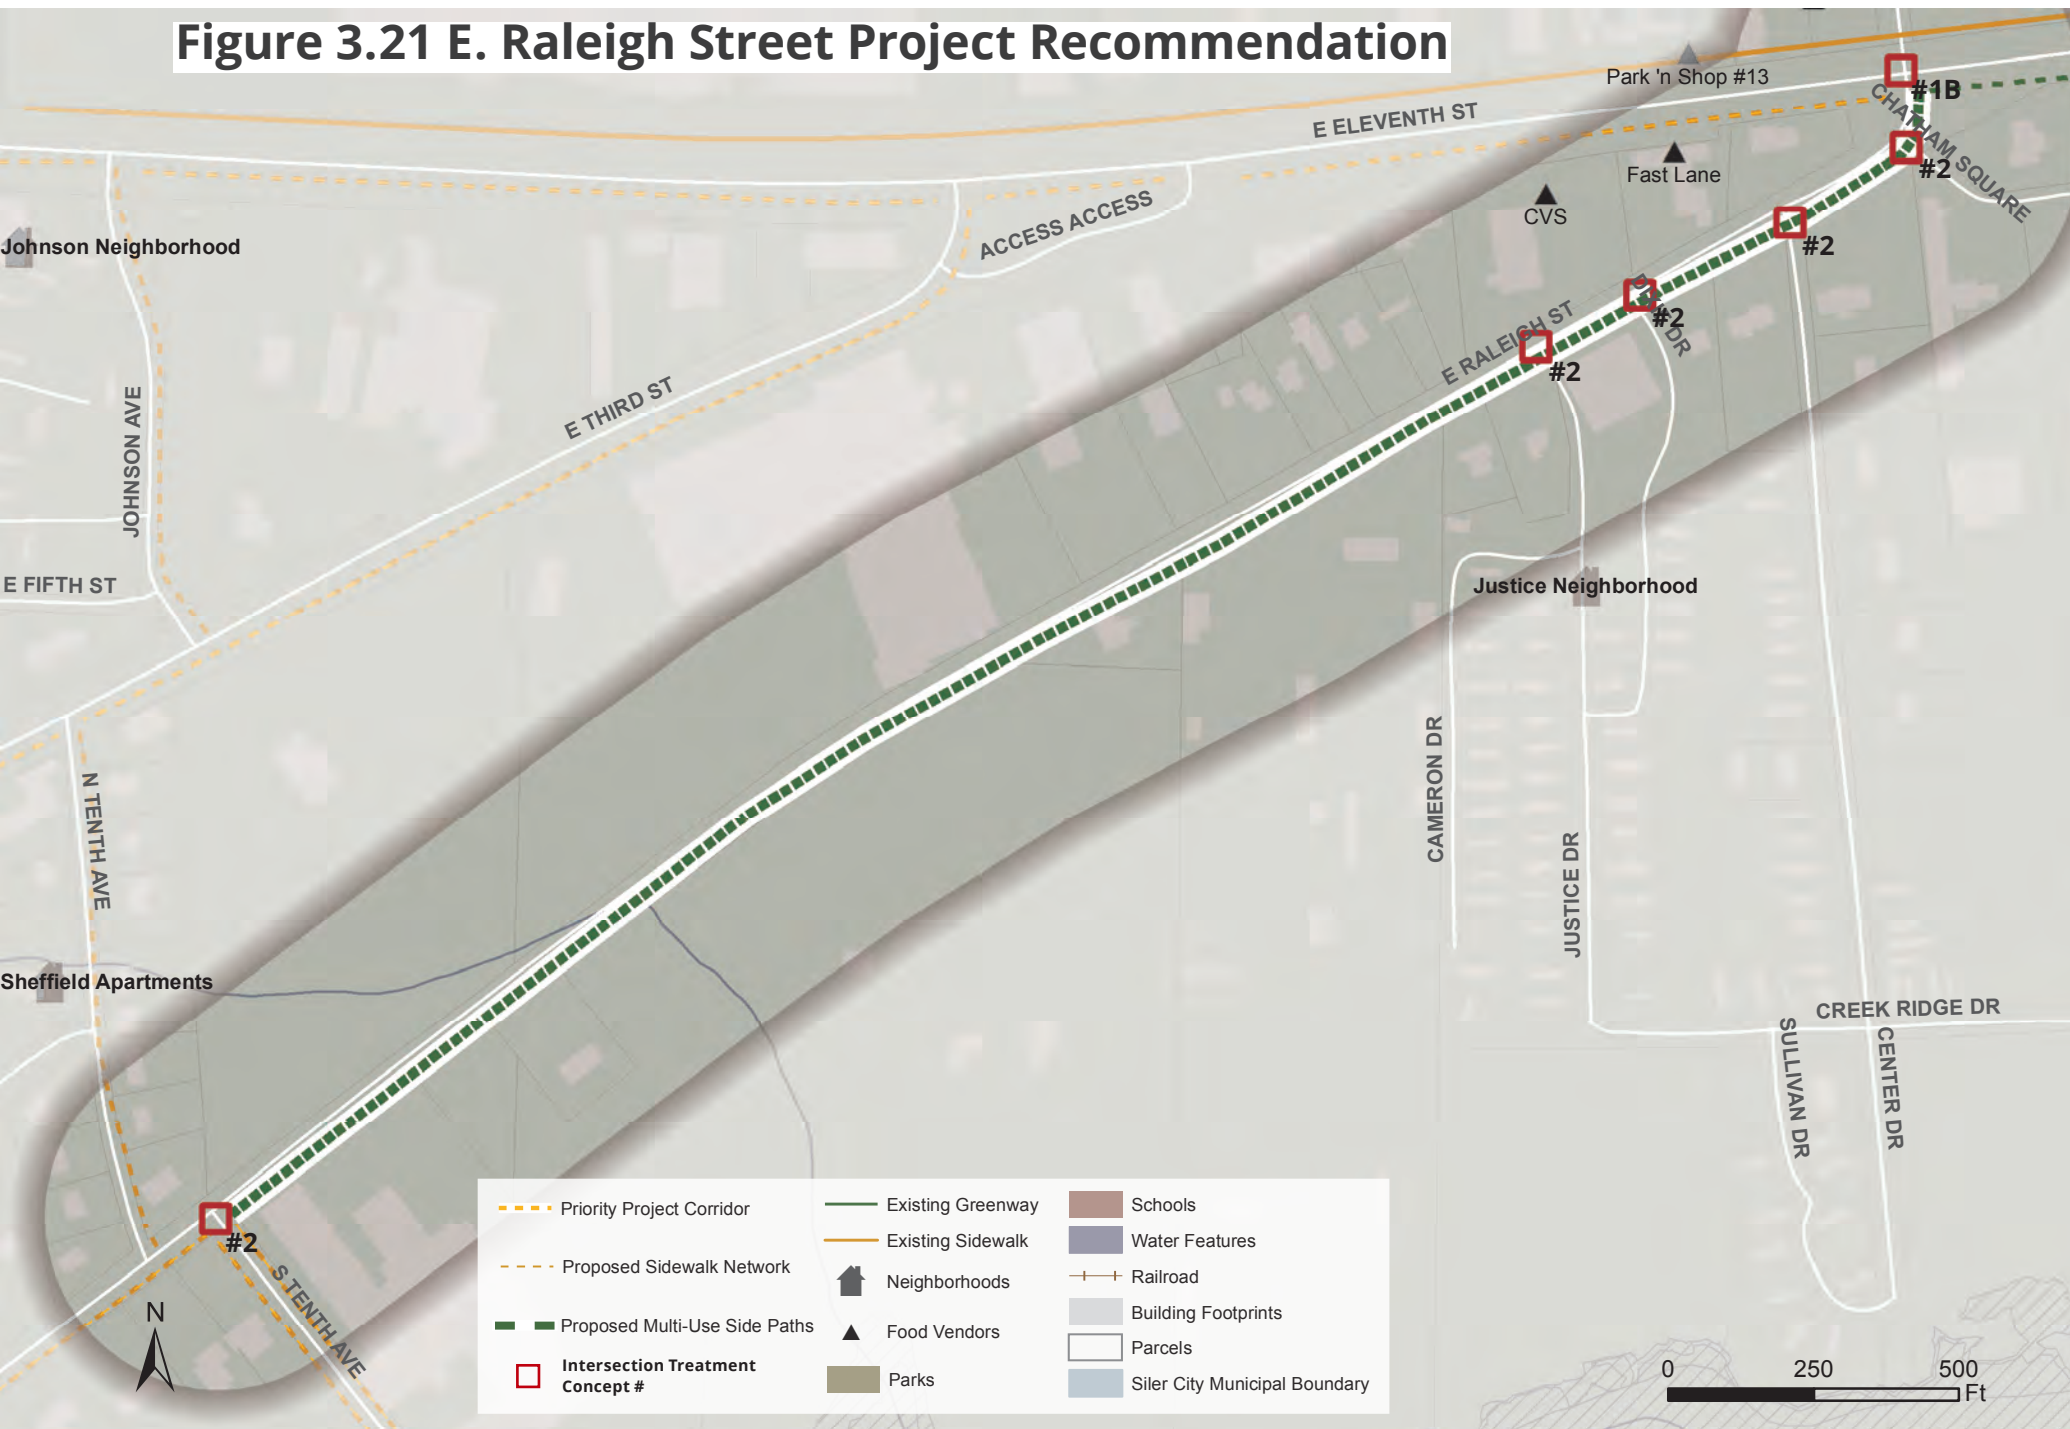 Figure 3.21 E. Raleigh Street Project Recommendation
Park 'n Shop #13
#1B
E ELEVENTH ST
CHATHAM SQUARE
Fast Lane
#2
CVS
ACCESS ACCESS
#2
Johnson Neighborhood
DR
#2
E RALEIGH ST
#2
E THIRD ST
JOHNSON AVE
E FIFTH ST
Justice Neighborhood
N TENTH AVE
CAMERON DR
JUSTICE DR
Sheffield Apartments
CREEK RIDGE DR
SULLIVAN DR
CENTER DR
#2
S TENTH AVE
N
Priority Project Corridor
Proposed Sidewalk Network
Proposed Multi-Use Side Paths
Intersection Treatment
Concept #
Existing Greenway
Existing Sidewalk
Neighborhoods
Food Vendors
Parks
Schools
Water Features
Railroad
Building Footprints
Parcels
Siler City Municipal Boundary
0 250 500
Ft